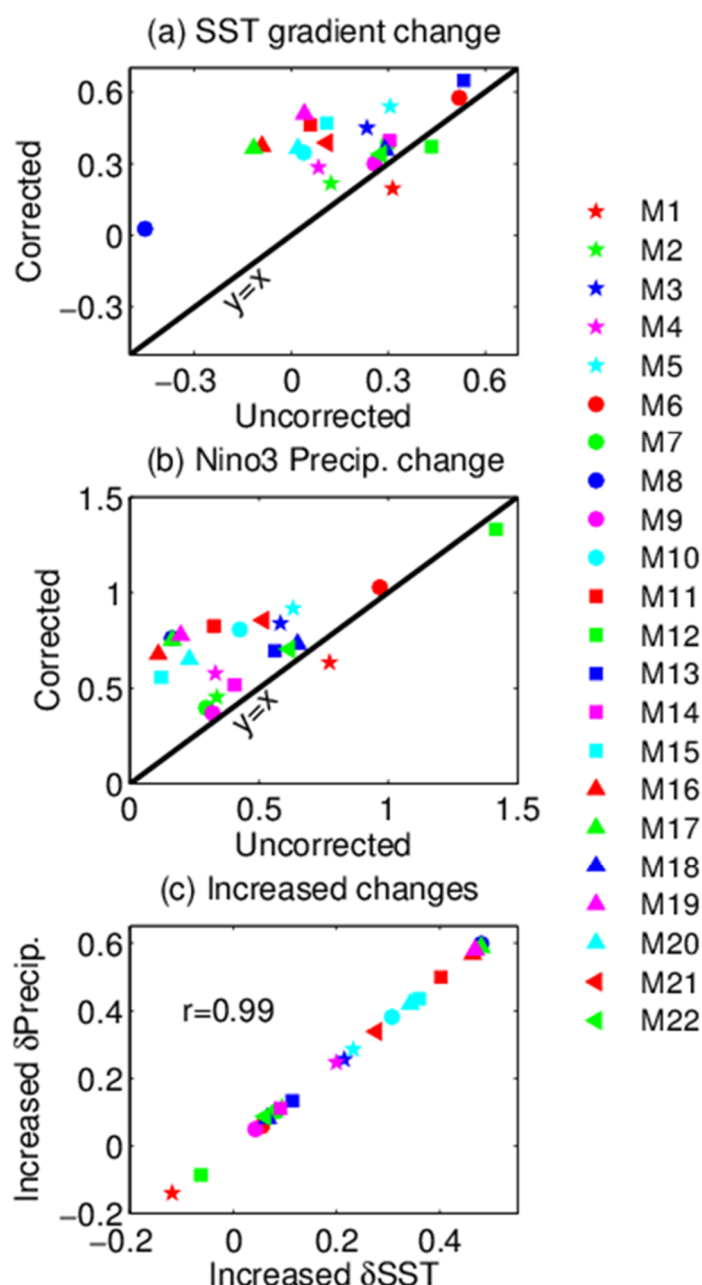 (a) SST gradient change
0.6
0.3
0
−0.3
Corrected
y=x
−0.3 0 0.3 0.6
Uncorrected
(b) Nino3 Precip. change
1.5
1
0.5
0
Corrected
y=x
0 0.5 1 1.5
Uncorrected
(c) Increased changes
0.6
0.4
0.2
0
−0.2
Increased δPrecip.
r=0.99
−0.2 0 0.2 0.4
Increased δSST
M1
M2
M3
M4
M5
M6
M7
M8
M9
M10
M11
M12
M13
M14
M15
M16
M17
M18
M19
M20
M21
M22